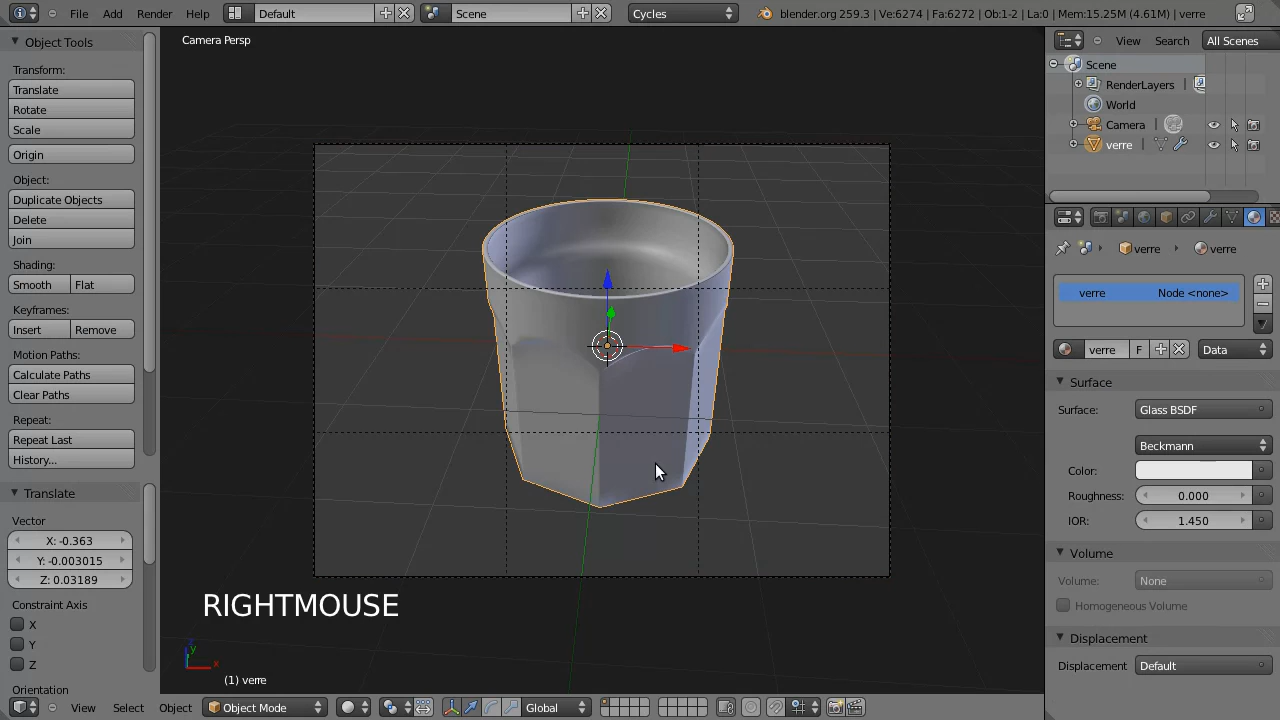 File Add Render Help Default Scene Cycles blender.org 259.3 | Ve:6274 | Fa:6272 | Ob:1-2 | La:0 | Mem:15.25M (4.61M) | verre
Object Tools
Transform:
Translate
Rotate
Scale
Origin
Object:
Duplicate Objects
Delete
Join
Shading:
Smooth Flat
Keyframes:
Insert Remove
Motion Paths:
Calculate Paths
Clear Paths
Repeat:
Repeat Last
History...
Translate
Vector
X: -0.363
Y: -0.003015
Z: 0.03189
Constraint Axis
X
Y
Z
Orientation
Camera Persp
RIGHTMOUSE
y
x
(1) verre
View Select Object Object Mode Global
View Search All Scenes
Scene
RenderLayers
World
Camera
verre
verre verre
verre Node <none>
verre F Data
Surface
Surface: Glass BSDF
Beckmann
Color:
Roughness: 0.000
IOR: 1.450
Volume
Volume: None
Homogeneous Volume
Displacement
Displacement Default